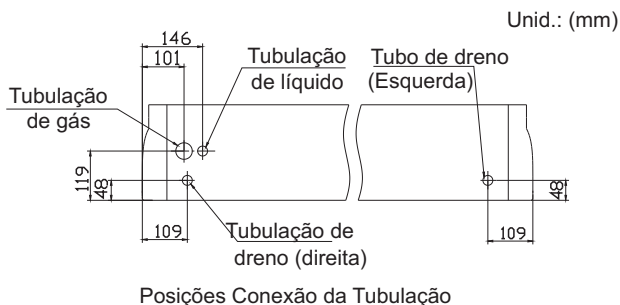 Unid.: (mm)
146
101
Tubulação
de líquido
Tubo de dreno
(Esquerda)
Tubulação
de gás
119
48
48
109
109
Tubulação de
dreno (direita)
Posições Conexão da Tubulação